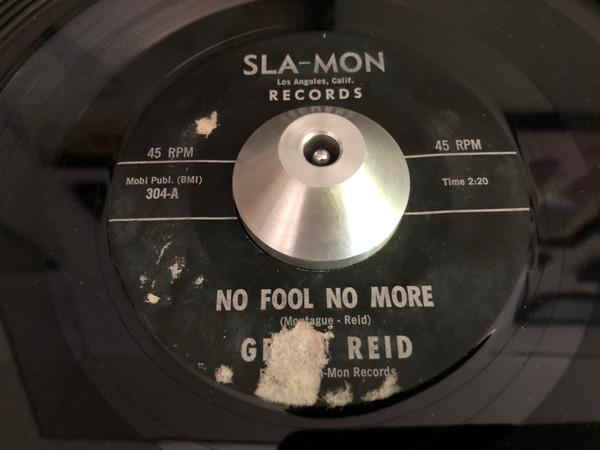 SLA-MON
Los Angeles, Calif.
RECORDS
45 RPM
45 RPM
Mobi Publ. (BMI)
304-A
Time 2:20
NO FOOL NO MORE
(Montague - Reid)
REID
Records